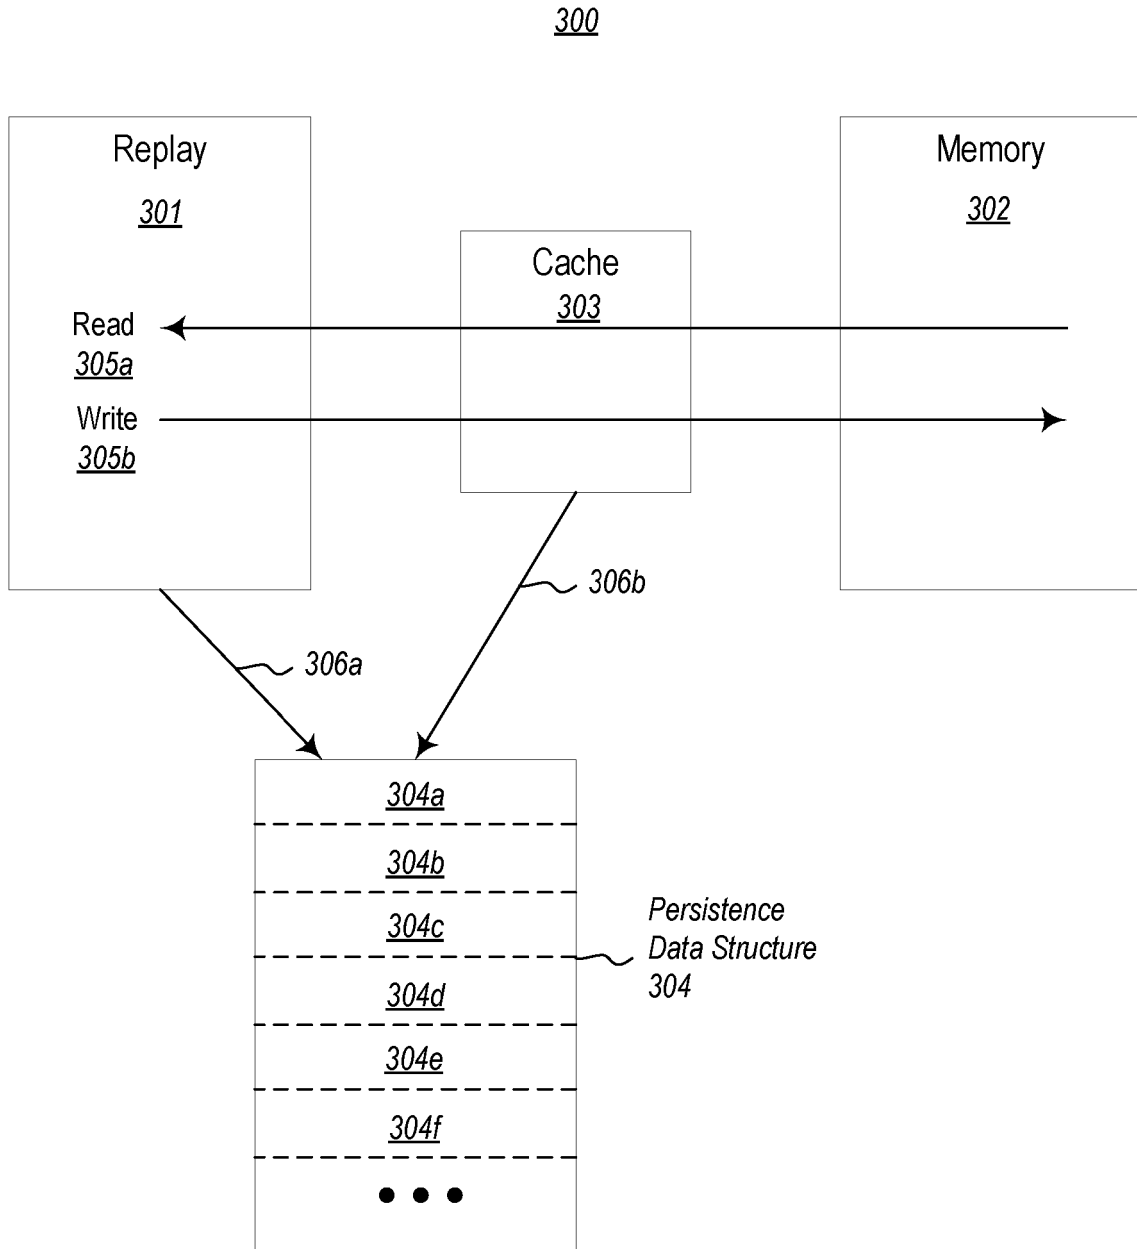 300
Replay
301
Memory
302
Cache
303
Read
305a
Write
305b
306b
306a
304a
304b
304c
304d
304e
304f
Persistence
Data Structure
304